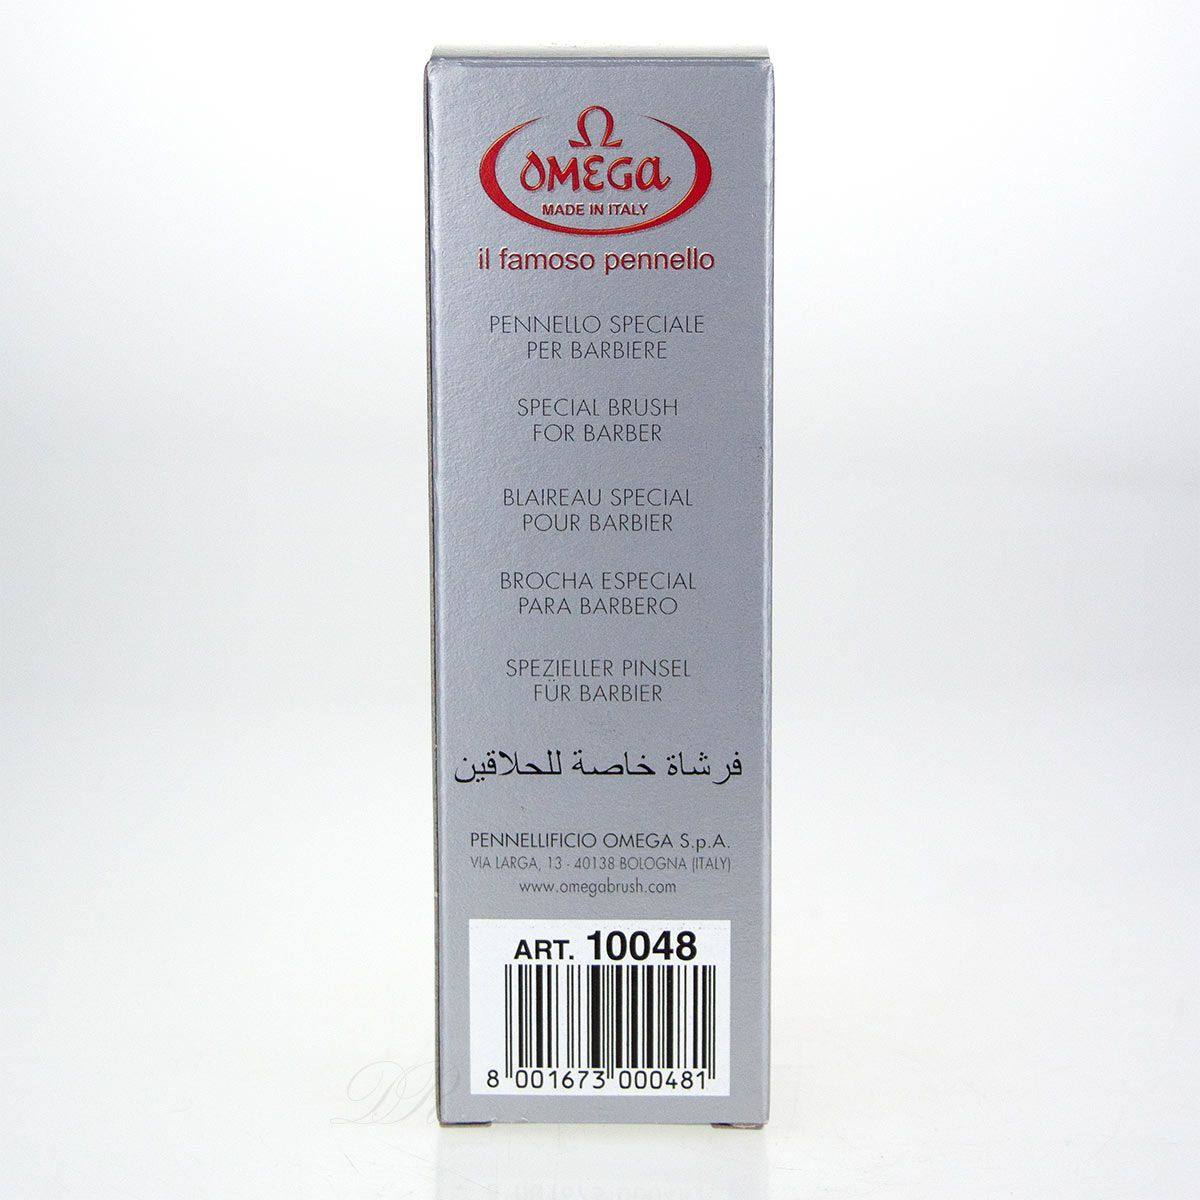 Ω
OMEGA
MADE IN ITALY
il famoso pennello
PENNELLO SPECIALE
PER BARBIERE
SPECIAL BRUSH
FOR BARBER
BLAIREAU SPECIAL
POUR BARBIER
BROCHA ESPECIAL
PARA BARBERO
SPEZIELLER PINSEL
FÜR BARBIER
فرشاة خاصة للحلاقين
PENNELLIFICIO OMEGA S.p.A.
VIA LARGA, 13 - 40138 BOLOGNA (ITALY)
www.omegabrush.com
ART. 10048
8 001673 000481